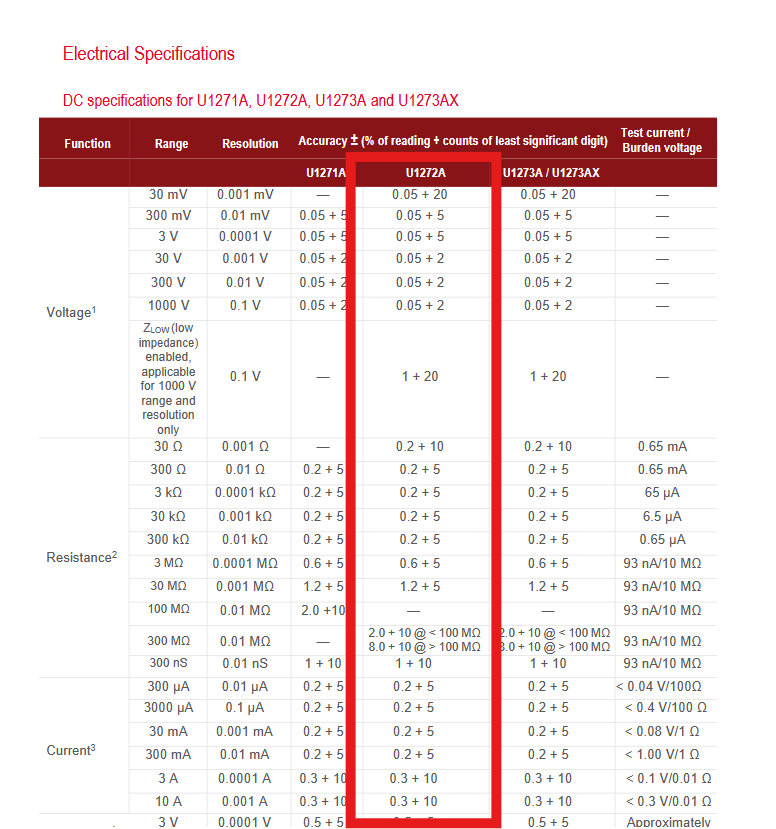 Electrical Specifications
DC specifications for U1271A, U1272A, U1273A and U1273AX
Function Range Resolution Accuracy ± (% of reading + counts of least significant digit) Test current / Burden voltage
U1271A U1272A U1273A / U1273AX
Voltage¹
30 mV 0.001 mV — 0.05 + 20 0.05 + 20 —
300 mV 0.01 mV 0.05 + 5 0.05 + 5 0.05 + 5 —
3 V 0.0001 V 0.05 + 5 0.05 + 5 0.05 + 5 —
30 V 0.001 V 0.05 + 2 0.05 + 2 0.05 + 2 —
300 V 0.01 V 0.05 + 2 0.05 + 2 0.05 + 2 —
1000 V 0.1 V 0.05 + 2 0.05 + 2 0.05 + 2 —
ZLOW (low
impedance)
enabled,
applicable
for 1000 V
range and
resolution
only
0.1 V — 1 + 20 1 + 20 —
Resistance²
30 Ω 0.001 Ω — 0.2 + 10 0.2 + 10 0.65 mA
300 Ω 0.01 Ω 0.2 + 5 0.2 + 5 0.2 + 5 0.65 mA
3 kΩ 0.0001 kΩ 0.2 + 5 0.2 + 5 0.2 + 5 65 µA
30 kΩ 0.001 kΩ 0.2 + 5 0.2 + 5 0.2 + 5 6.5 µA
300 kΩ 0.01 kΩ 0.2 + 5 0.2 + 5 0.2 + 5 0.65 µA
3 MΩ 0.0001 MΩ 0.6 + 5 0.6 + 5 0.6 + 5 93 nA/10 MΩ
30 MΩ 0.001 MΩ 1.2 + 5 1.2 + 5 1.2 + 5 93 nA/10 MΩ
100 MΩ 0.01 MΩ 2.0 +10 — — 93 nA/10 MΩ
300 MΩ 0.01 MΩ — 2.0 + 10 @ < 100 MΩ 2.0 + 10 @ < 100 MΩ 93 nA/10 MΩ
8.0 + 10 @ > 100 MΩ 8.0 + 10 @ > 100 MΩ
300 nS 0.01 nS 1 + 10 1 + 10 1 + 10 93 nA/10 MΩ
Current³
300 µA 0.01 µA 0.2 + 5 0.2 + 5 0.2 + 5 < 0.04 V/100Ω
3000 µA 0.1 µA 0.2 + 5 0.2 + 5 0.2 + 5 < 0.4 V/100 Ω
30 mA 0.001 mA 0.2 + 5 0.2 + 5 0.2 + 5 < 0.08 V/1 Ω
300 mA 0.01 mA 0.2 + 5 0.2 + 5 0.2 + 5 < 1.00 V/1 Ω
3 A 0.0001 A 0.3 + 10 0.3 + 10 0.3 + 10 < 0.1 V/0.01 Ω
10 A 0.001 A 0.3 + 10 0.3 + 10 0.3 + 10 < 0.3 V/0.01 Ω
3 V 0.0001 V 0.5 + 5 0.5 + 5 Approximately